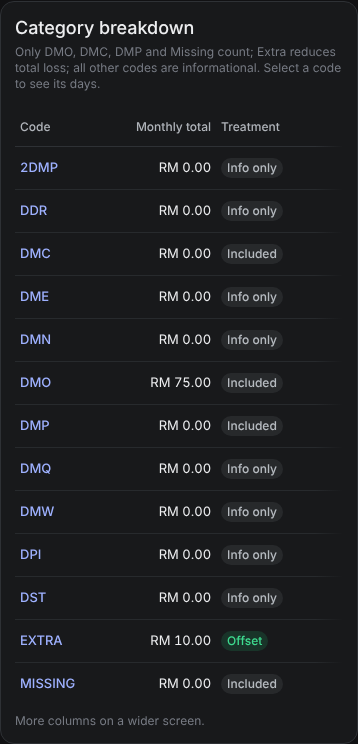 Category breakdown
Only DMO, DMC, DMP and Missing count; Extra reduces
total loss; all other codes are informational. Select a code
to see its days.
Code Monthly total Treatment
2DMP RM 0.00 Info only
DDR RM 0.00 Info only
DMC RM 0.00 Included
DME RM 0.00 Info only
DMN RM 0.00 Info only
DMO RM 75.00 Included
DMP RM 0.00 Included
DMQ RM 0.00 Info only
DMW RM 0.00 Info only
DPI RM 0.00 Info only
DST RM 0.00 Info only
EXTRA RM 10.00 Offset
MISSING RM 0.00 Included
More columns on a wider screen.